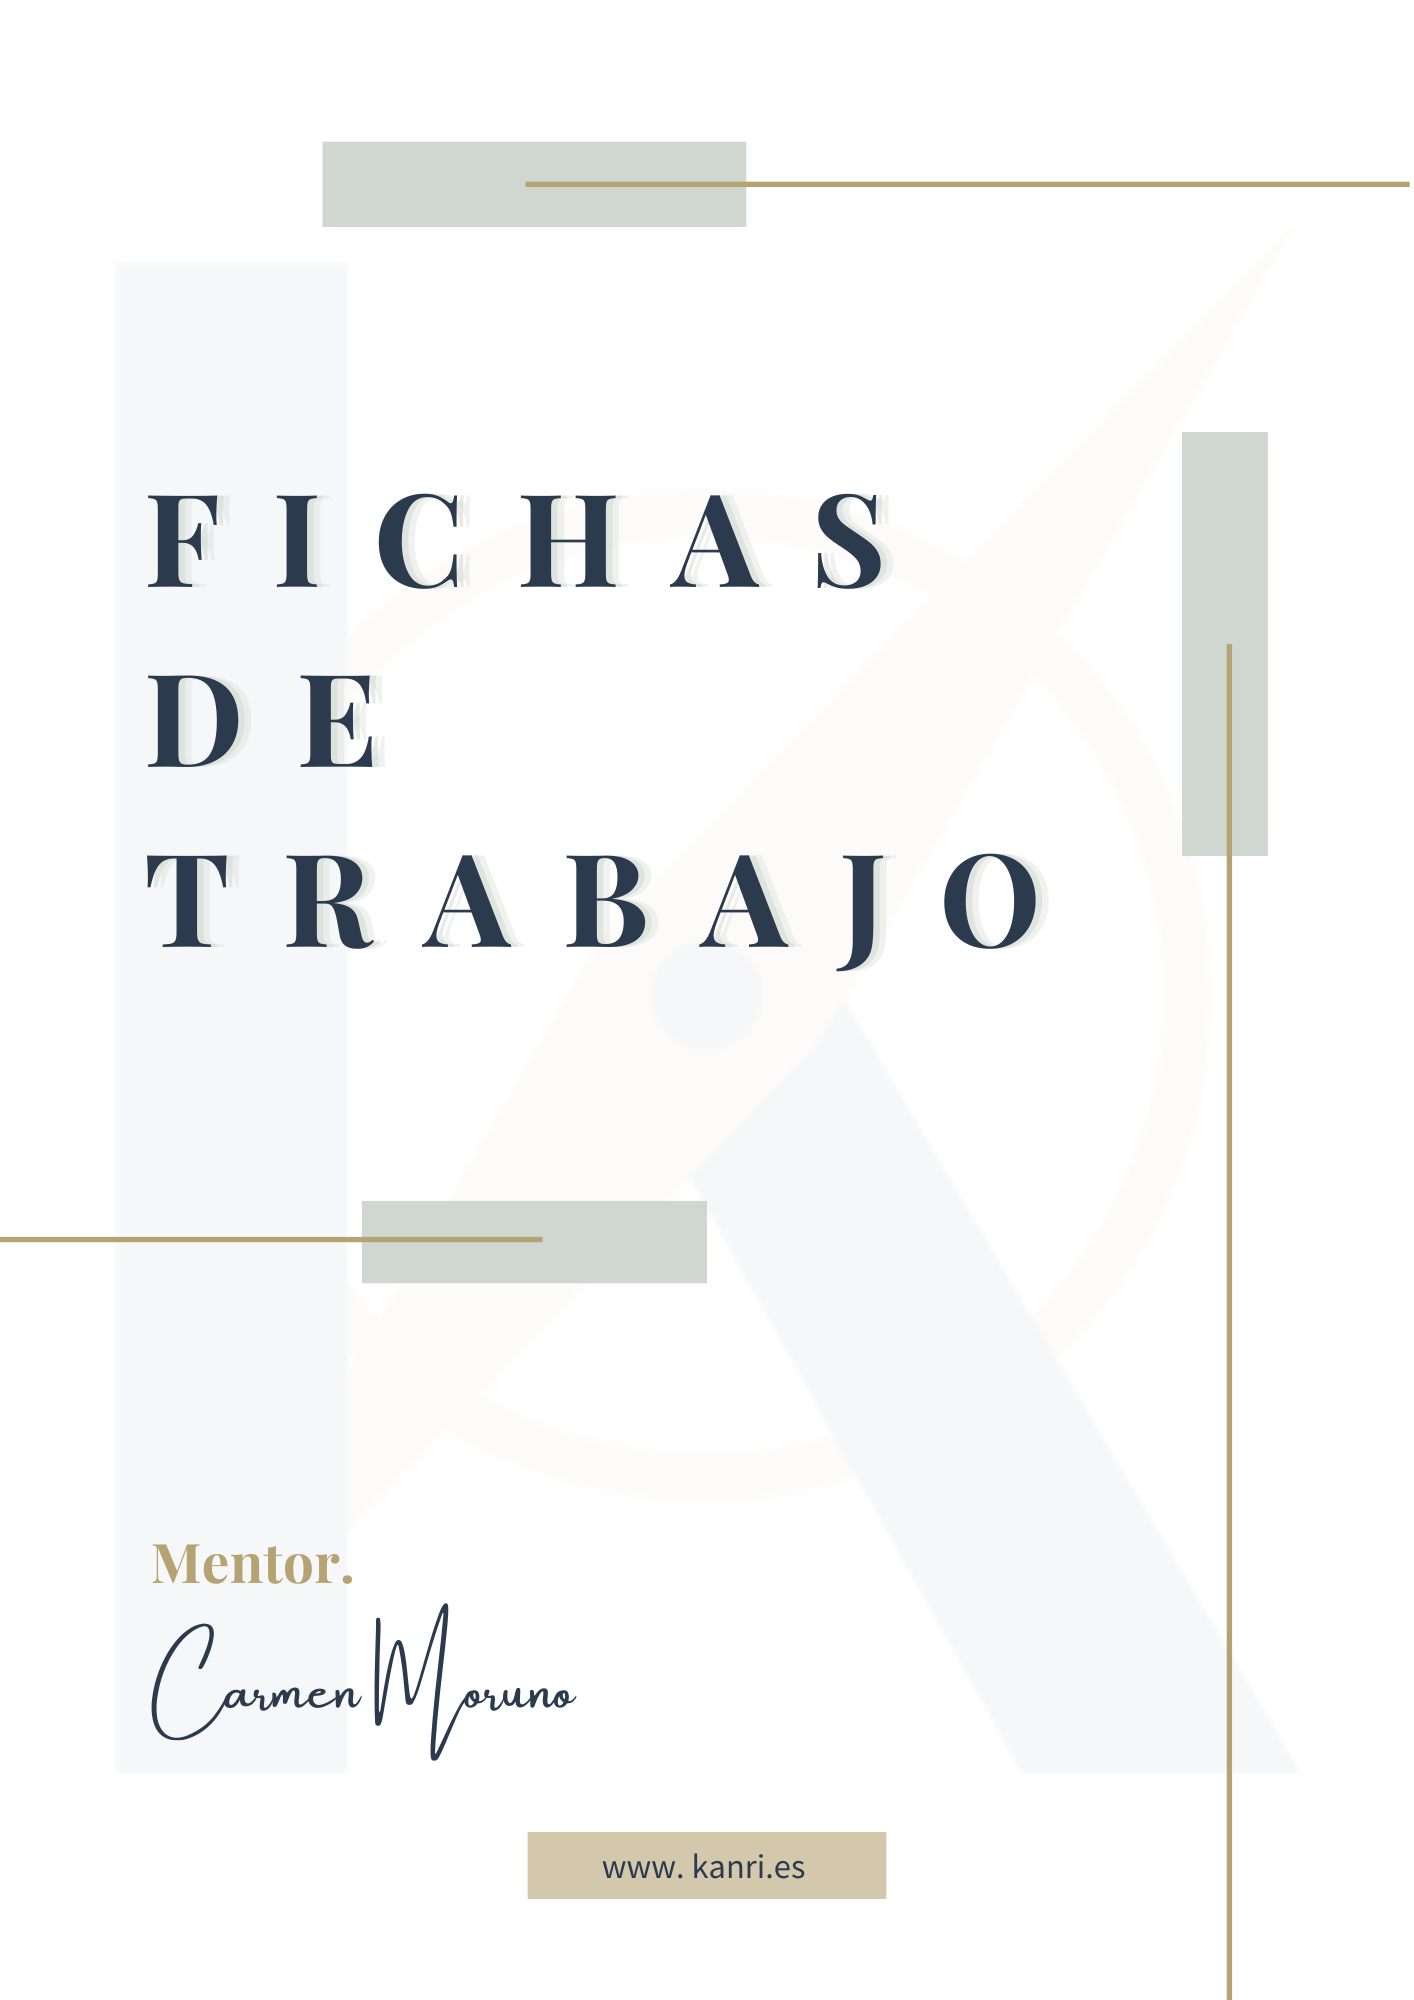 FICHAS
DE
TRABAJO
Mentor.
Carmen Moruno
www. kanri.es